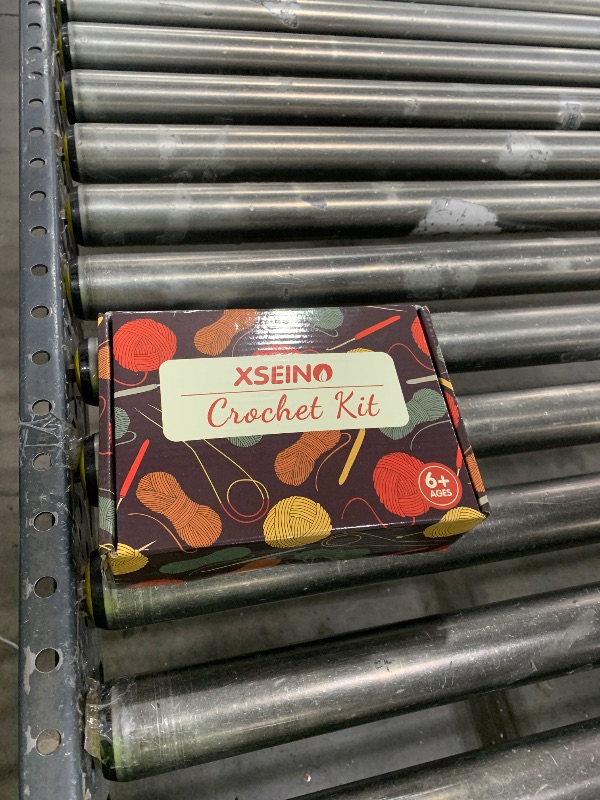 XSEINO
Crochet Kit
6+
AGES